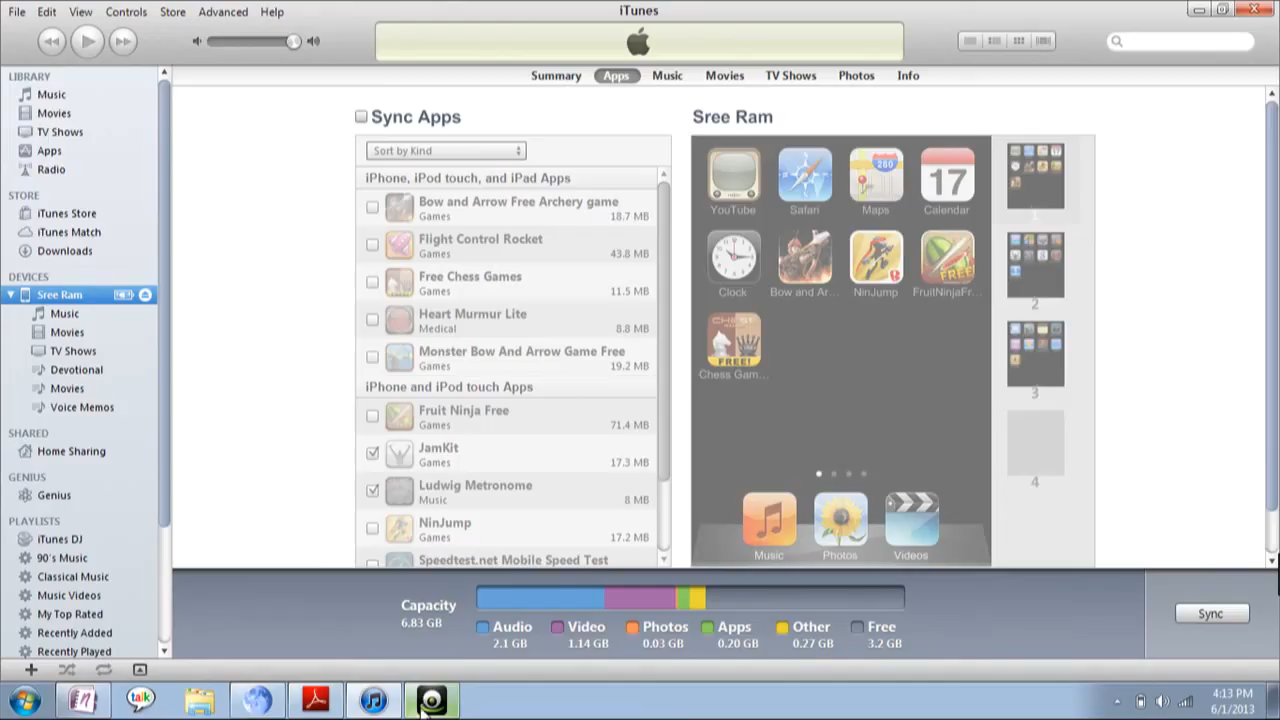 File Edit View Controls Store Advanced Help
iTunes
LIBRARY
Music
Movies
TV Shows
Apps
Radio
STORE
iTunes Store
iTunes Match
Downloads
DEVICES
Sree Ram
Music
Movies
TV Shows
Devotional
Movies
Voice Memos
SHARED
Home Sharing
GENIUS
Genius
PLAYLISTS
iTunes DJ
90's Music
Classical Music
Music Videos
My Top Rated
Recently Added
Recently Played
Summary Apps Music Movies TV Shows Photos Info
Sync Apps
Sort by Kind
iPhone, iPod touch, and iPad Apps
Bow and Arrow Free Archery game
Games 18.7 MB
Flight Control Rocket
Games 43.8 MB
Free Chess Games
Games 11.5 MB
Heart Murmur Lite
Medical 8.8 MB
Monster Bow And Arrow Game Free
Games 19.2 MB
iPhone and iPod touch Apps
Fruit Ninja Free
Games 71.4 MB
JamKit
Games 17.3 MB
Ludwig Metronome
Music 8 MB
NinJump
Games 17.2 MB
Speedtest.net Mobile Speed Test
Sree Ram
280
17
YouTube Safari Maps Calendar
FREE
Clock Bow and Ar... NinJump FruitNinjaFr...
CHESS
FREE!
Chess Gam...
Music Photos Videos
1
2
3
4
Capacity
6.83 GB
Audio Video Photos Apps Other Free
2.1 GB 1.14 GB 0.03 GB 0.20 GB 0.27 GB 3.2 GB
Sync
talk
4:13 PM
6/1/2013